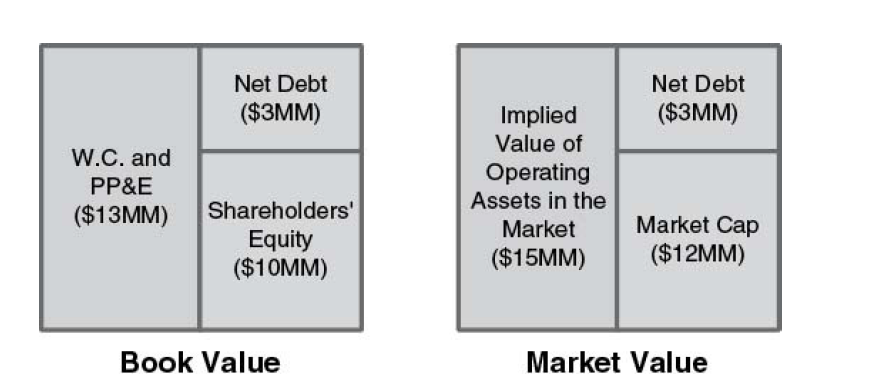 W.C. and
PP&E
($13MM)
Net Debt
($3MM)
Shareholders'
Equity
($10MM)
Book Value
Implied
Value of
Operating
Assets in the
Market
($15MM)
Net Debt
($3MM)
Market Cap
($12MM)
Market Value